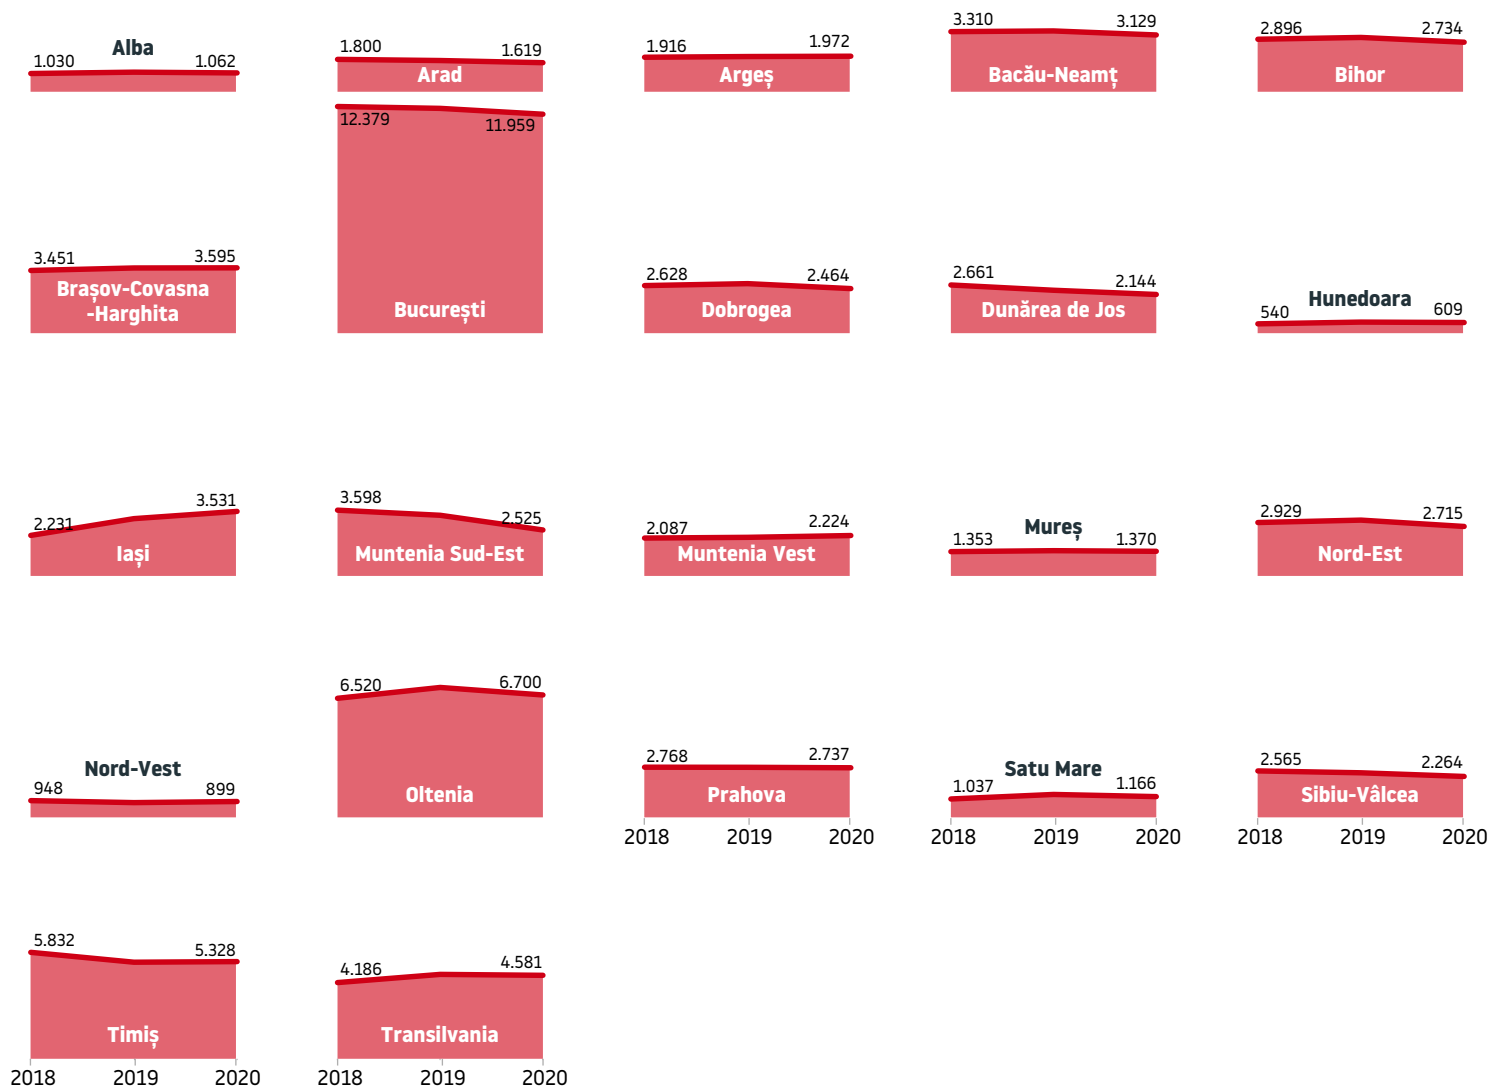 Alba
1.030 1.062
Arad
1.800 1.619
Argeș
1.916 1.972
Bacău-Neamț
3.310 3.129
Bihor
2.896 2.734
Brașov-Covasna
-Harghita
3.451 3.595
București
12.379 11.959
Dobrogea
2.628 2.464
Dunărea de Jos
2.661 2.144
Hunedoara
540 609
Iași
2.231 3.531
Muntenia Sud-Est
3.598 2.525
Muntenia Vest
2.087 2.224
Mureș
1.353 1.370
Nord-Est
2.929 2.715
Nord-Vest
948 899
Oltenia
6.520 6.700
Prahova
2.768 2.737
2018 2019 2020
Satu Mare
1.037 1.166
2018 2019 2020
Sibiu-Vâlcea
2.565 2.264
2018 2019 2020
Timiș
5.832 5.328
2018 2019 2020
Transilvania
4.186 4.581
2018 2019 2020